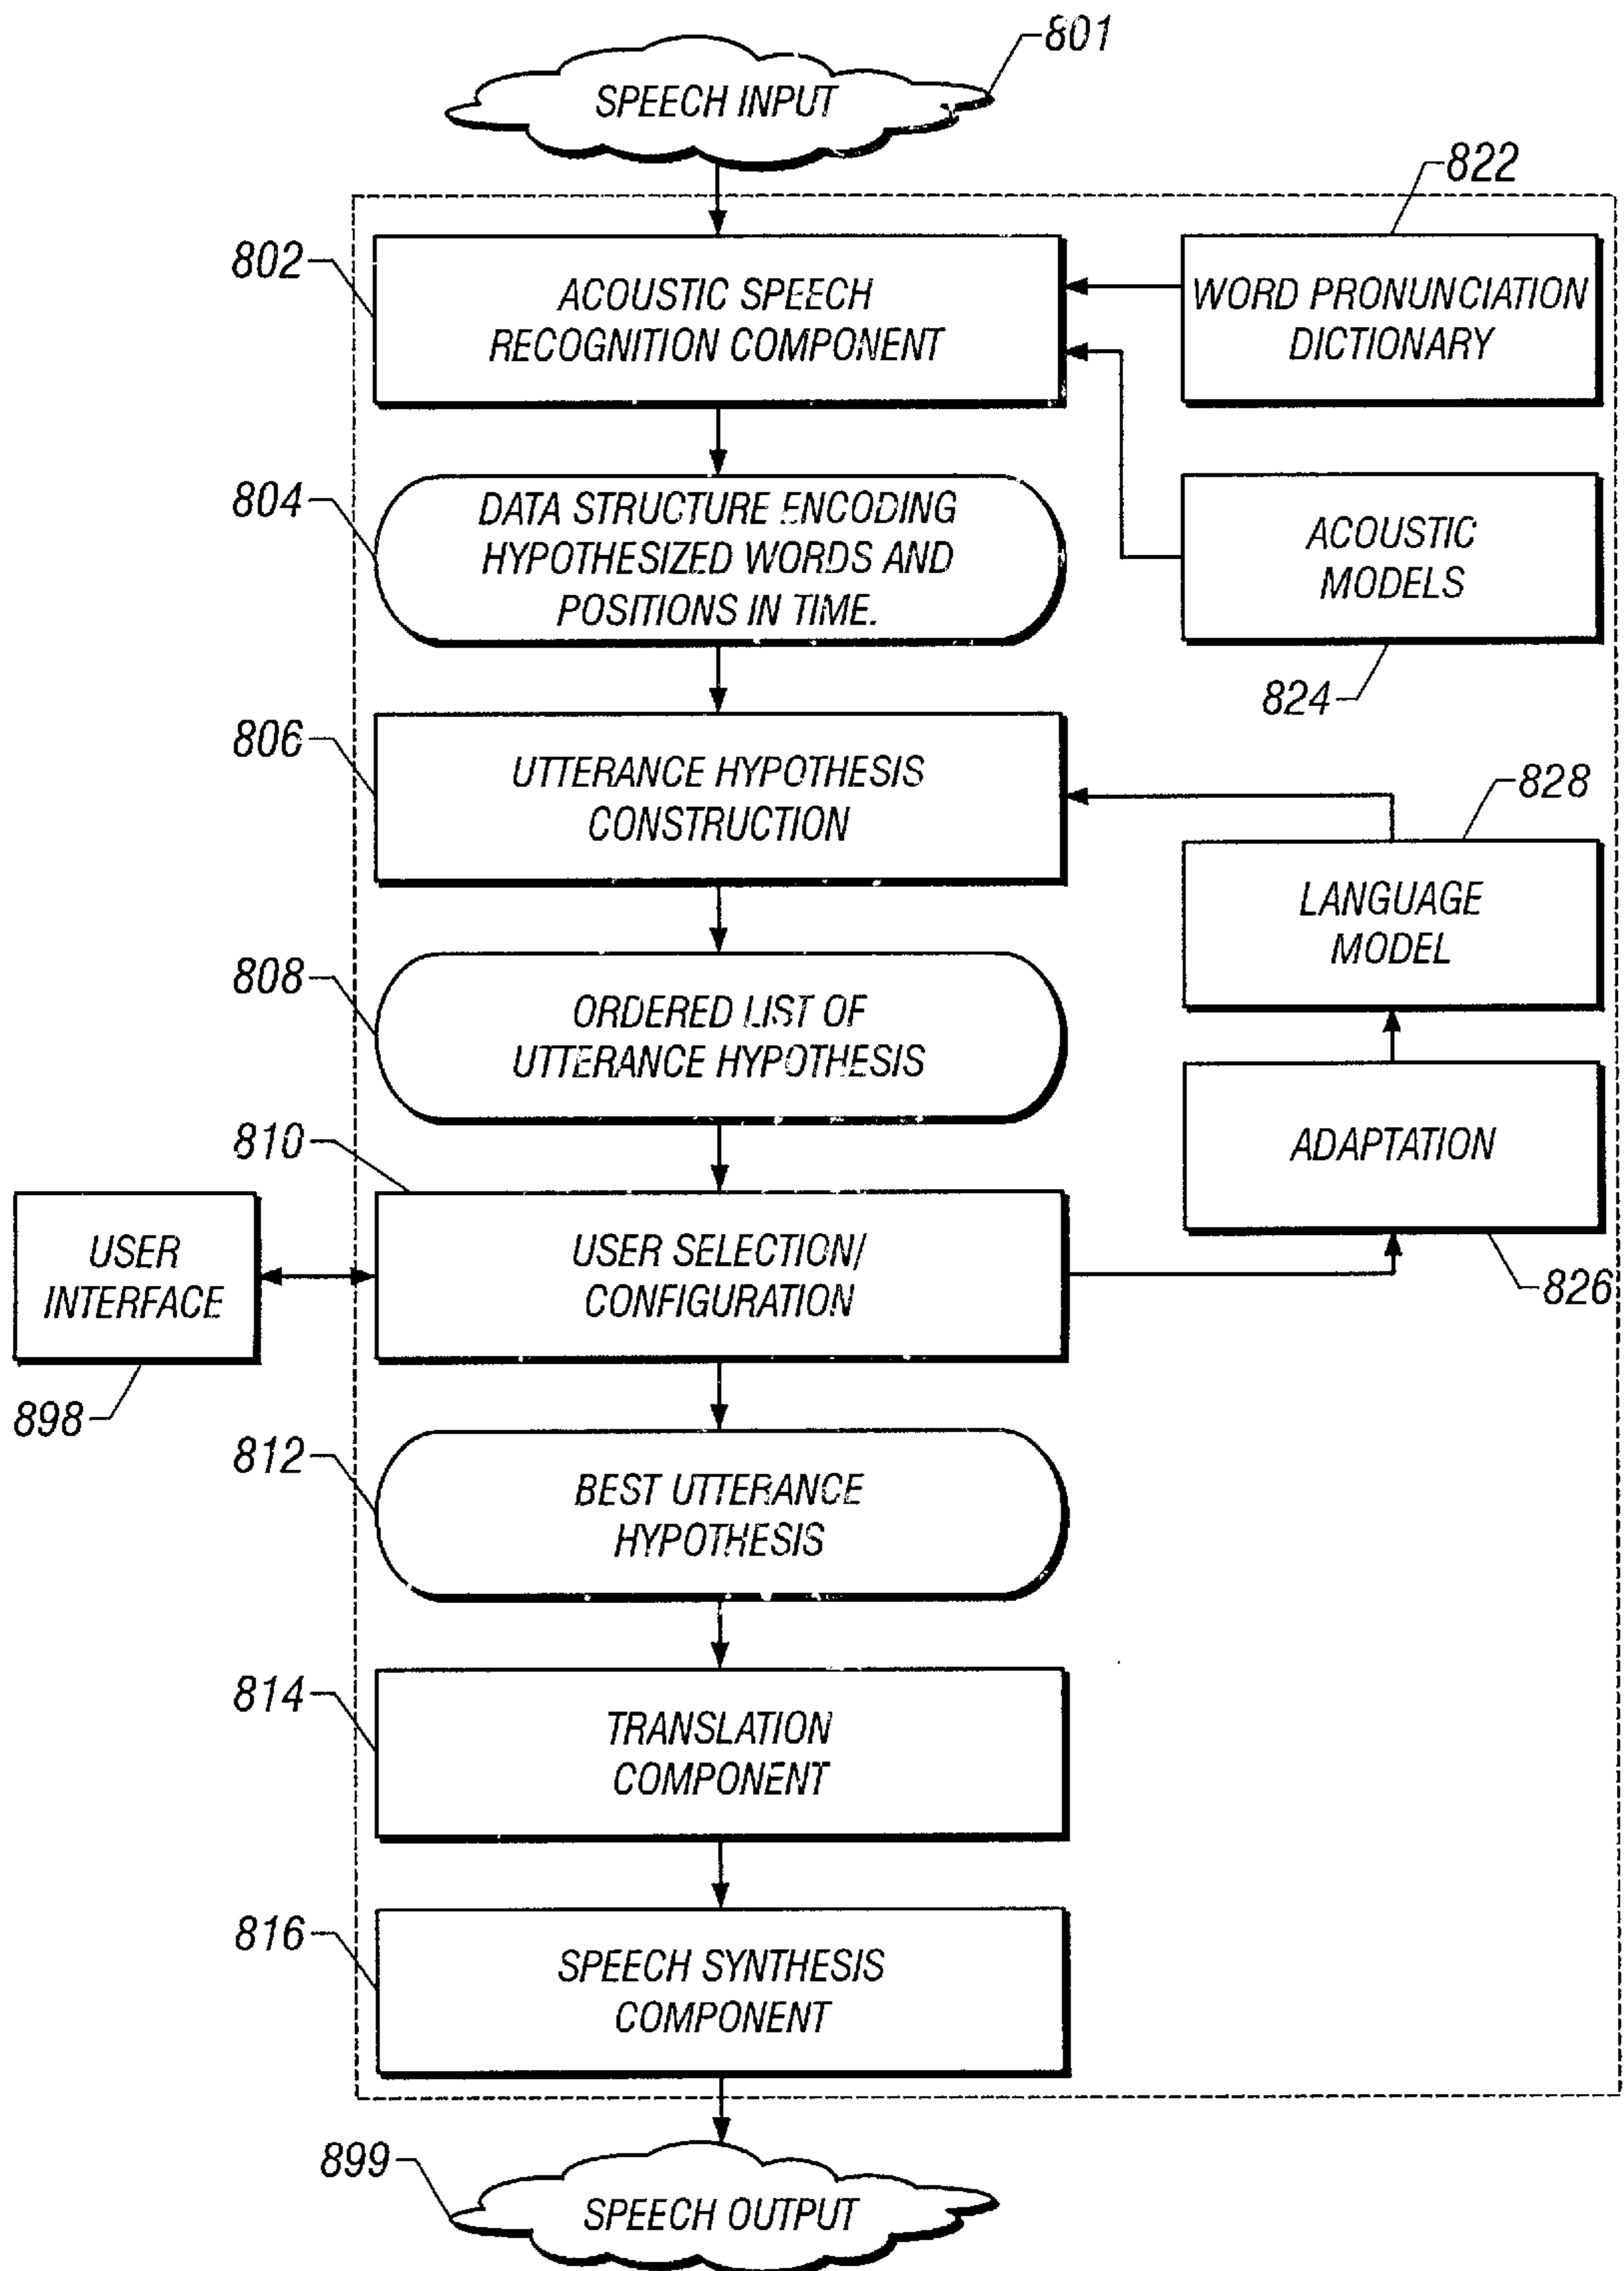 801
SPEECH INPUT
822
802
ACOUSTIC SPEECH
RECOGNITION COMPONENT
WORD PRONUNCIATION
DICTIONARY
804
DATA STRUCTURE ENCODING
HYPOTHESIZED WORDS AND
POSITIONS IN TIME.
ACOUSTIC
MODELS
824
806
UTTERANCE HYPOTHESIS
CONSTRUCTION
828
LANGUAGE
MODEL
808
ORDERED LIST OF
UTTERANCE HYPOTHESIS
ADAPTATION
826
810
USER
INTERFACE
898
USER SELECTION/
CONFIGURATION
812
BEST UTTERANCE
HYPOTHESIS
814
TRANSLATION
COMPONENT
816
SPEECH SYNTHESIS
COMPONENT
899
SPEECH OUTPUT